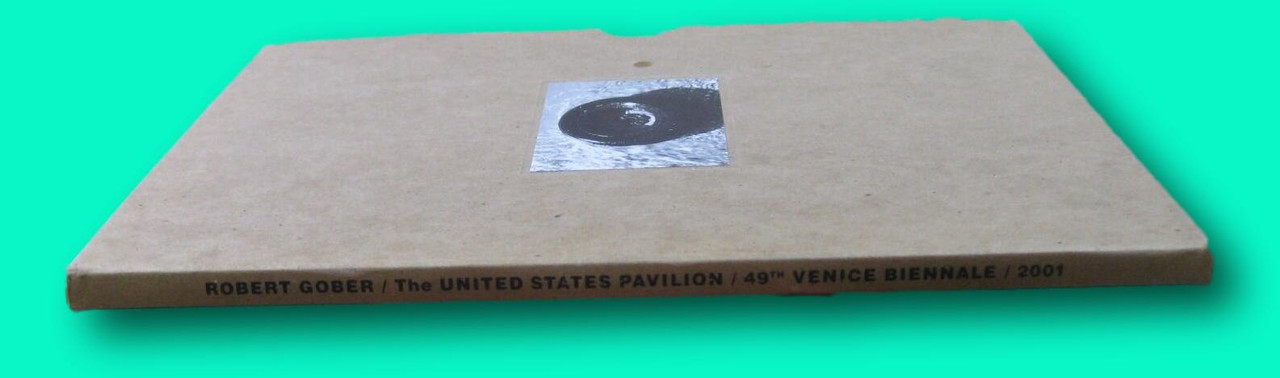 ROBERT GOBER / The UNITED STATES PAVILION / 49TH VENICE BIENNALE / 2001